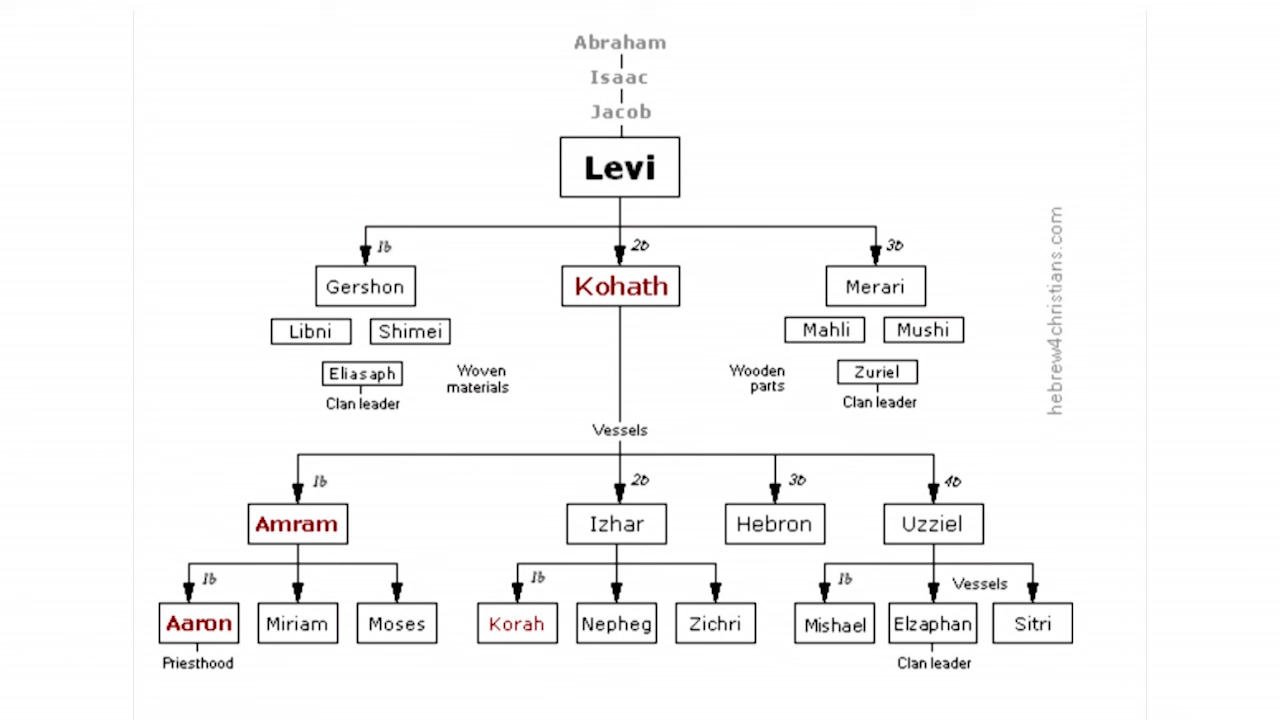 Abraham
Isaac
Jacob
Levi
1b
2b
3b
Gershon
Kohath
Merari
Libni
Shimei
Mahli
Mushi
Eliasaph
Woven
materials
Wooden
parts
Zuriel
Clan leader
Clan leader
hebrew4christians.com
Vessels
1b
2b
3b
4b
Amram
Izhar
Hebron
Uzziel
1b
1b
1b
Vessels
Aaron
Miriam
Moses
Korah
Nepheg
Zichri
Mishael
Elzaphan
Sitri
Priesthood
Clan leader